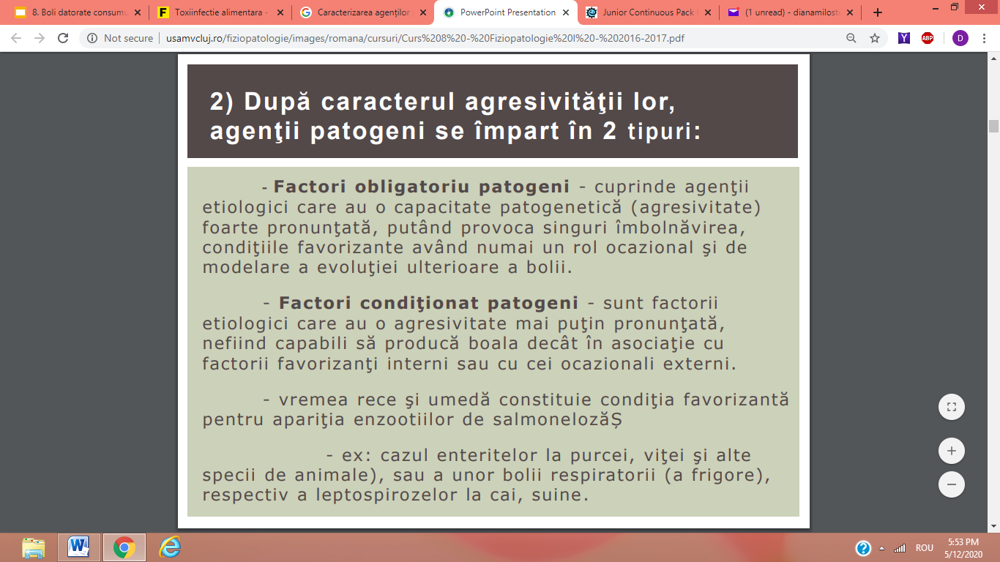 8. Boli datorate consumu
Toxiinfectie alimentara -
Caracterizarea agenților
PowerPoint Presentation
Junior Continuous Pack
(1 unread) - dianamilost
Not secure
usamvcluj.ro/fiziopatologie/images/romana/cursuri/Curs%208%20-%20Fiziopatologie%20I%20-%202016-2017.pdf
ABP
D
2) După caracterul agresivităţii lor,
agenţii patogeni se împart în 2 tipuri:
- Factori obligatoriu patogeni - cuprinde agenţii
etiologici care au o capacitate patogenetică (agresivitate)
foarte pronunţată, putând provoca singuri îmbolnăvirea,
condiţiile favorizante având numai un rol ocazional şi de
modelare a evoluţiei ulterioare a bolii.
- Factori condiţionat patogeni - sunt factorii
etiologici care au o agresivitate mai puţin pronunţată,
nefiind capabili să producă boala decât în asociaţie cu
factorii favorizanţi interni sau cu cei ocazionali externi.
- vremea rece şi umedă constituie condiţia favorizantă
pentru apariţia enzootiilor de salmonelozăȘ
- ex: cazul enteritelor la purcei, viţei şi alte
specii de animale), sau a unor bolii respiratorii (a frigore),
respectiv a leptospirozelor la cai, suine.
ROU
5:53 PM
5/12/2020